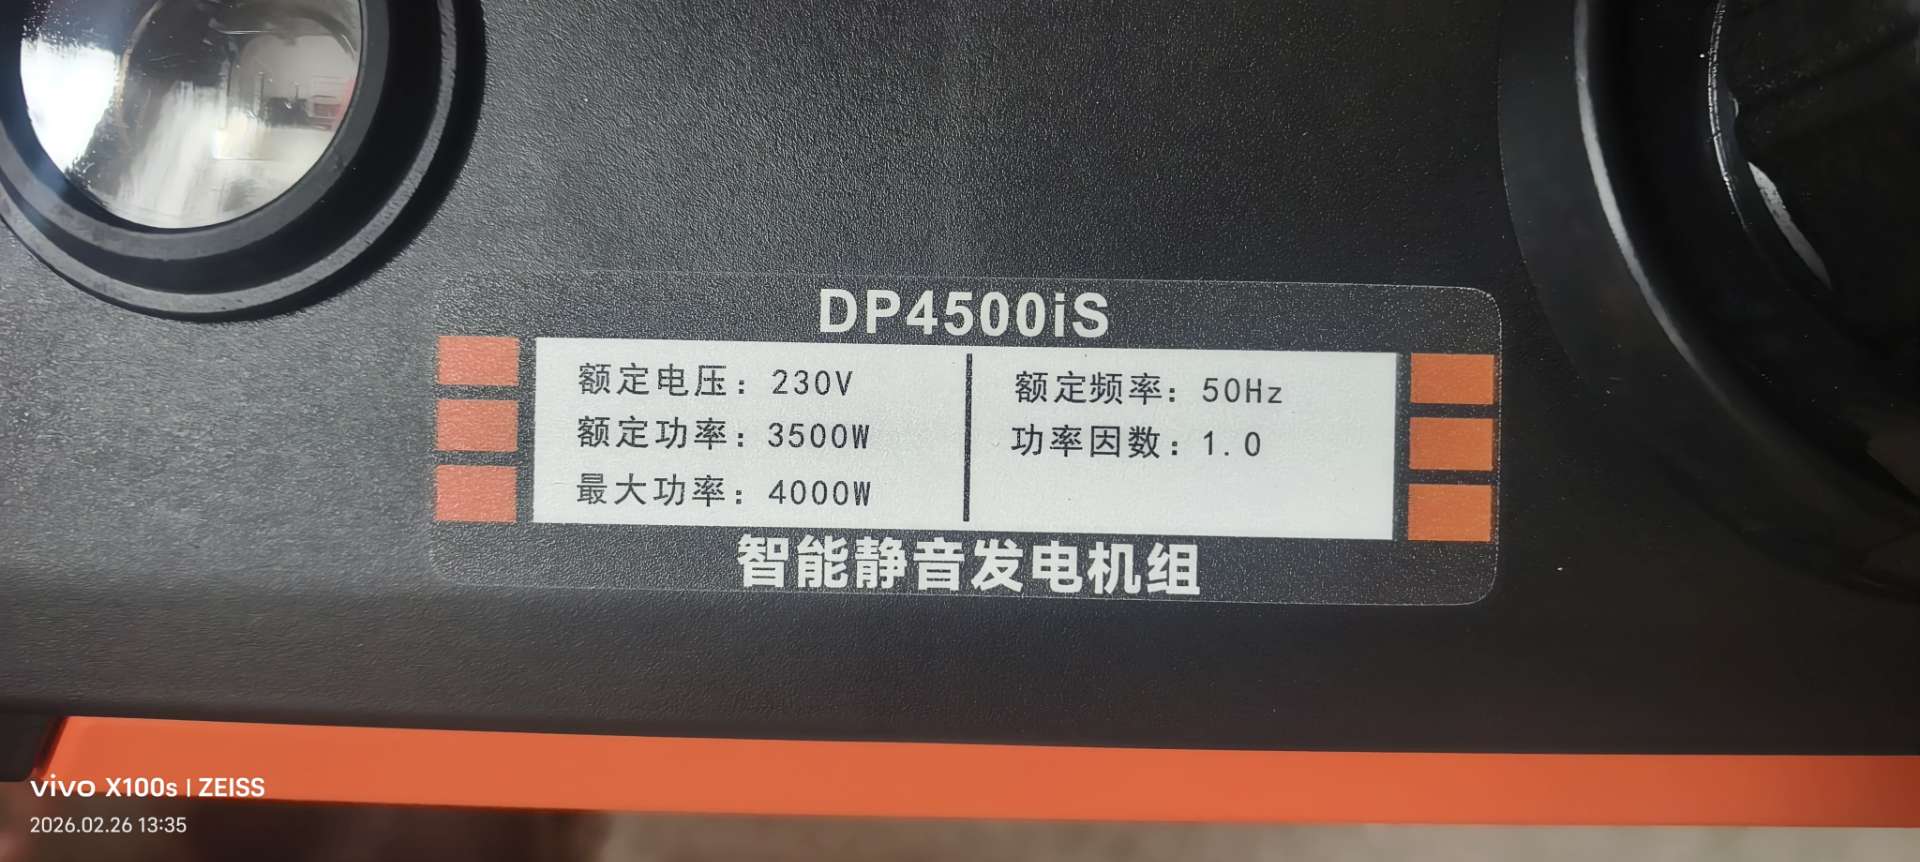 DP4500iS
额定电压：230V
额定功率：3500W
最大功率：4000W
额定频率：50Hz
功率因数：1.0
智能静音发电机组
vivo X100s | ZEISS
2026.02.26 13:35